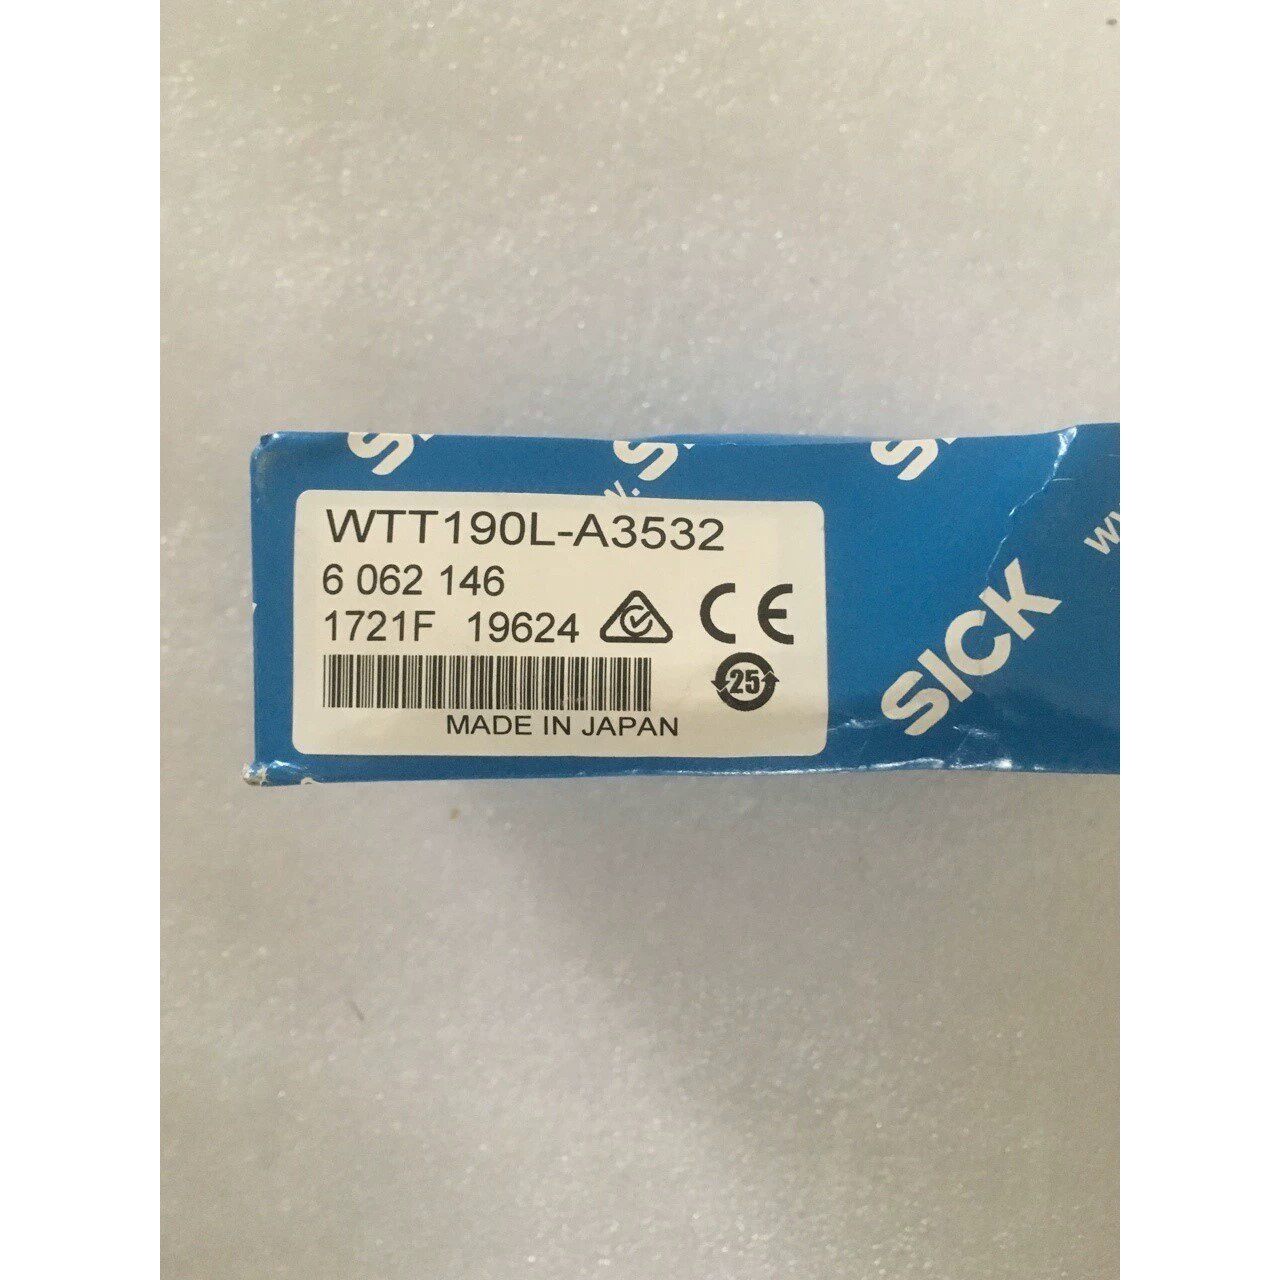 WTT190L-A3532
6 062 146
1721F 19624
CE
25
MADE IN JAPAN
SICK